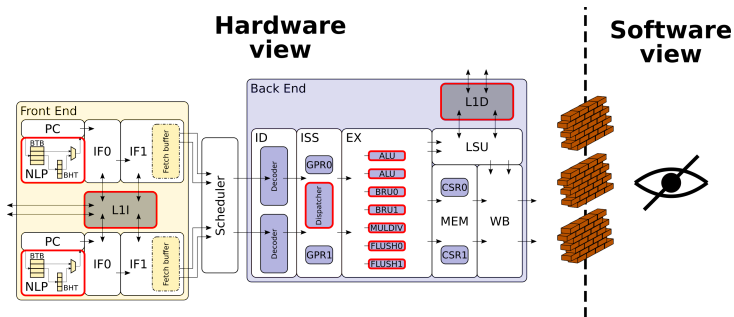 Hardware
view
Software
view
Front End
PC
BTB
NLP
BHT
IF0
IF1
Fetch buffer
L1I
PC
BTB
NLP
BHT
IF0
IF1
Fetch buffer
Scheduler
Back End
L1D
ID
Decoder
Decoder
ISS
GPR0
Dispatcher
GPR1
EX
ALU
ALU
BRU0
BRU1
MULDIV
FLUSH0
FLUSH1
LSU
CSR0
MEM
CSR1
WB